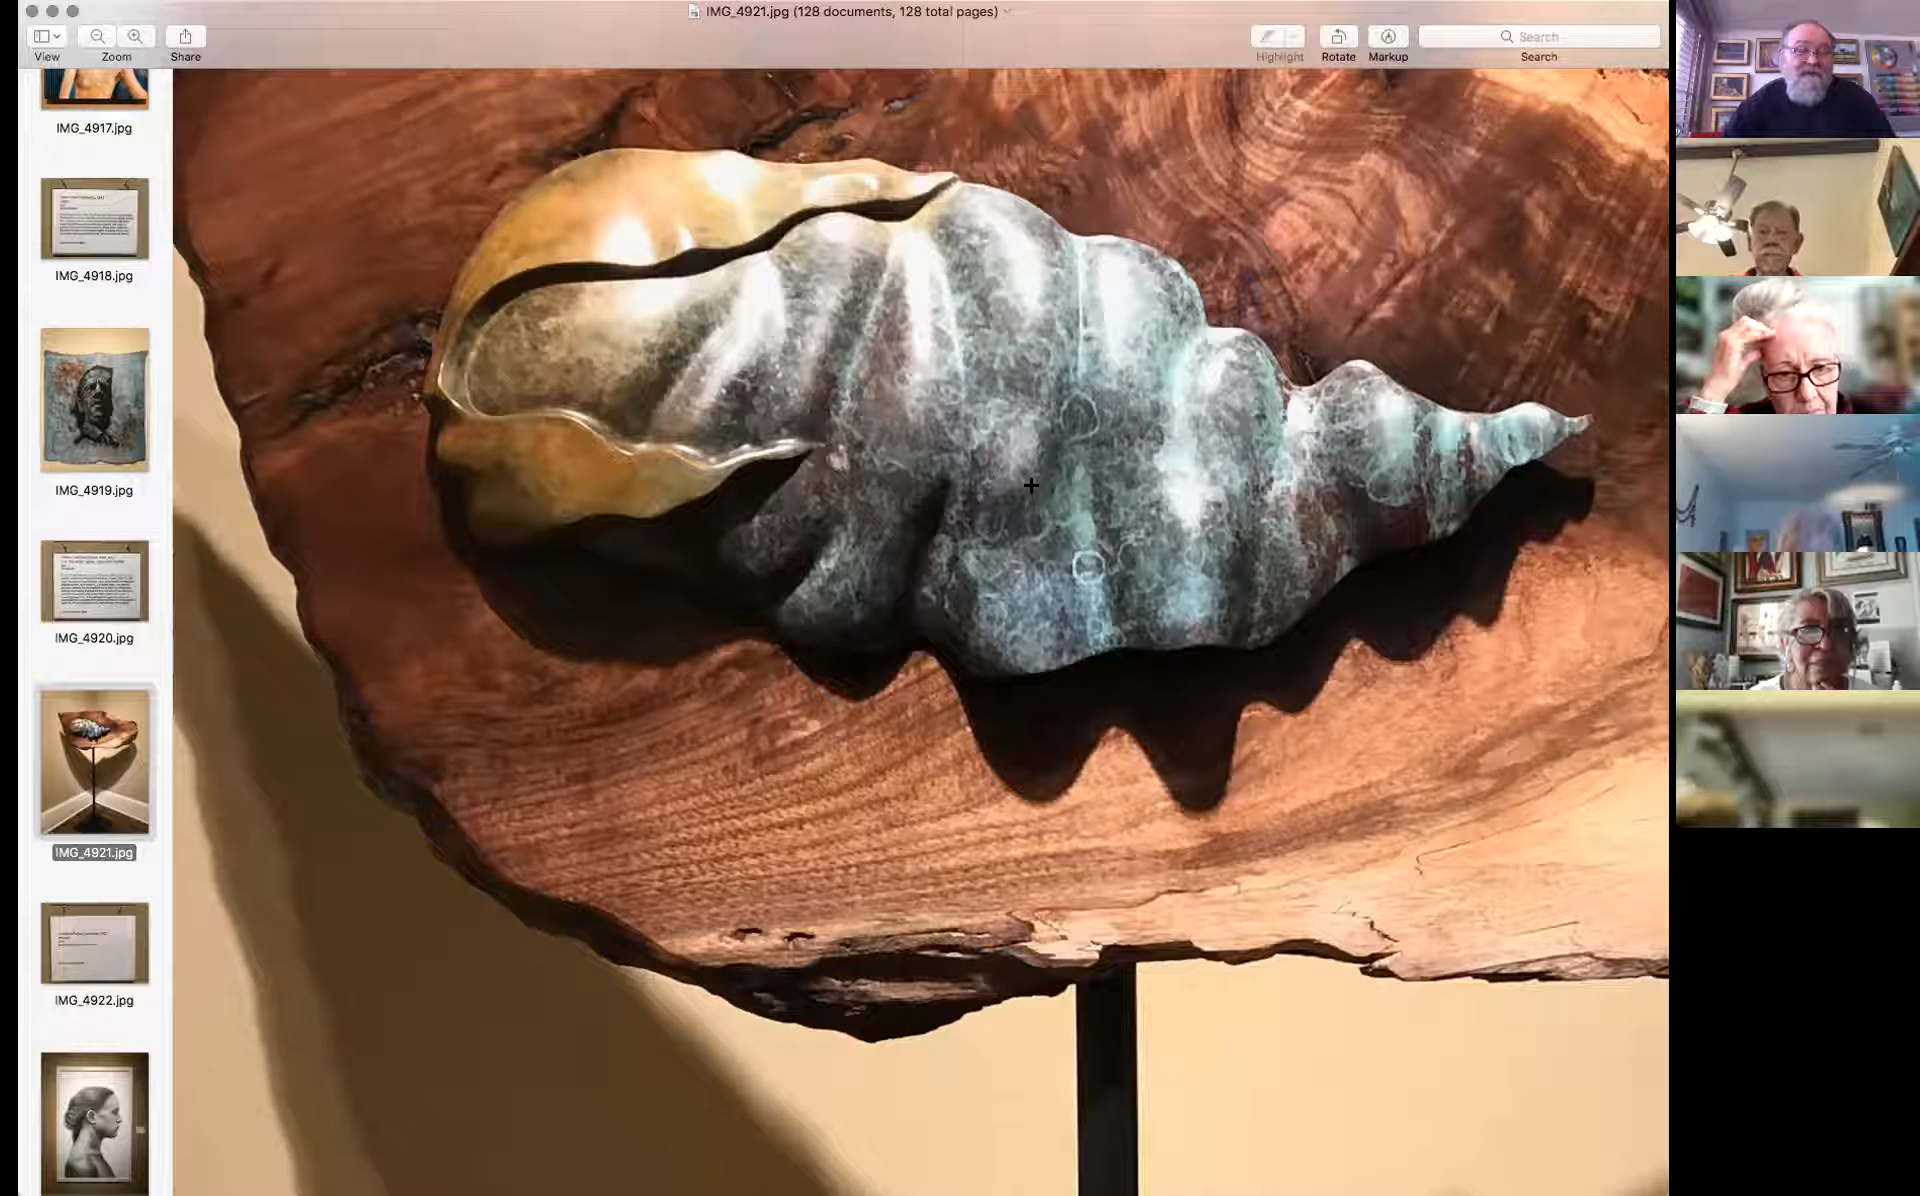 IMG_4921.jpg (128 documents, 128 total pages)
View
Zoom
Share
Highlight
Rotate
Markup
Search
Search
IMG_4917.jpg
IMG_4918.jpg
IMG_4919.jpg
IMG_4920.jpg
IMG_4921.jpg
IMG_4922.jpg